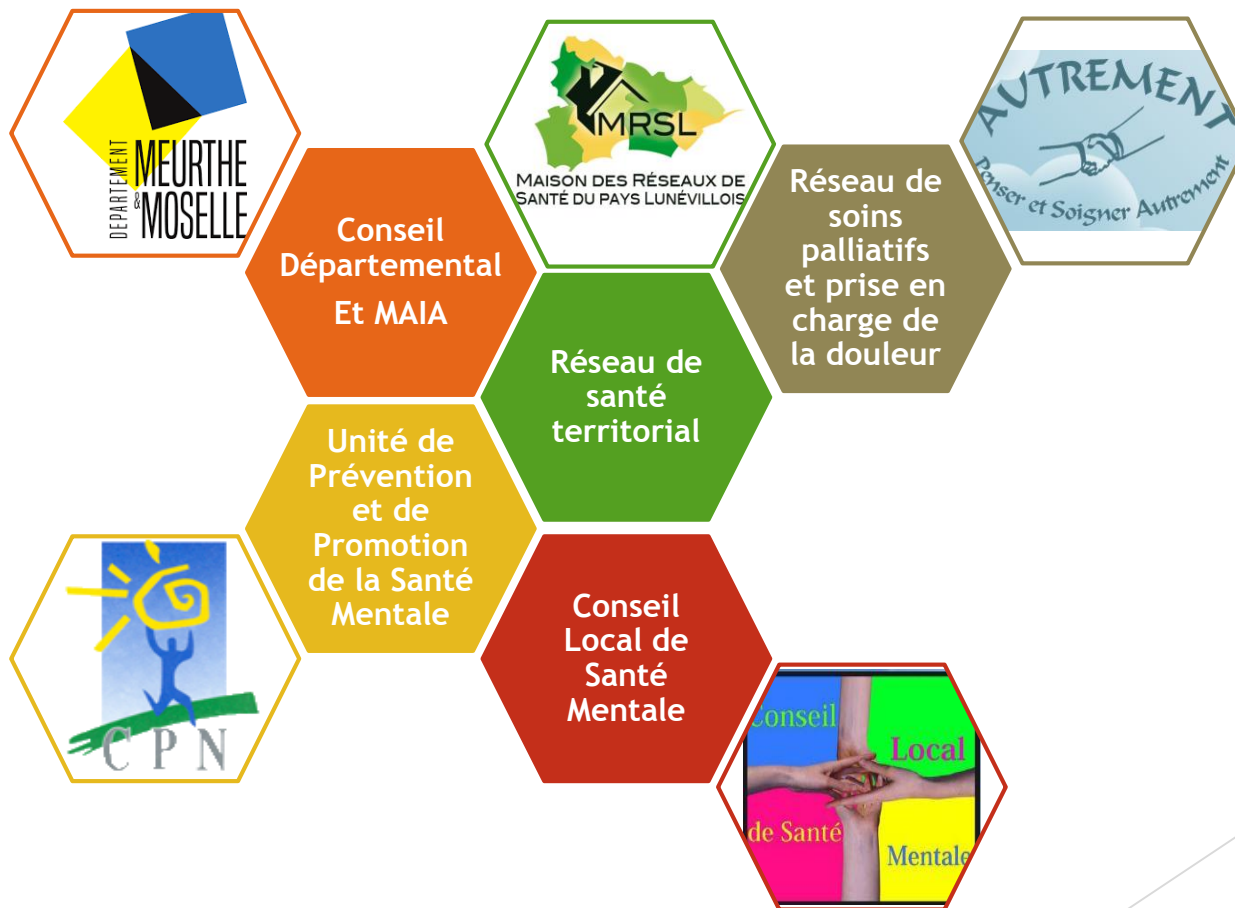 DEPARTEMENT
MEURTHE
&
MOSELLE
Conseil
Départemental
Et MAIA
MRSL
MAISON DES RÉSEAUX DE
SANTÉ DU PAYS LUNÉVILLOIS
Réseau de
soins
palliatifs
et prise en
charge de
la douleur
AUTREMENT
Penser et Soigner Autrement
Réseau de
santé
territorial
Unité de
Prévention
et de
Promotion
de la Santé
Mentale
CPN
Conseil
Local de
Santé
Mentale
Conseil
Local
de Santé
Mentale